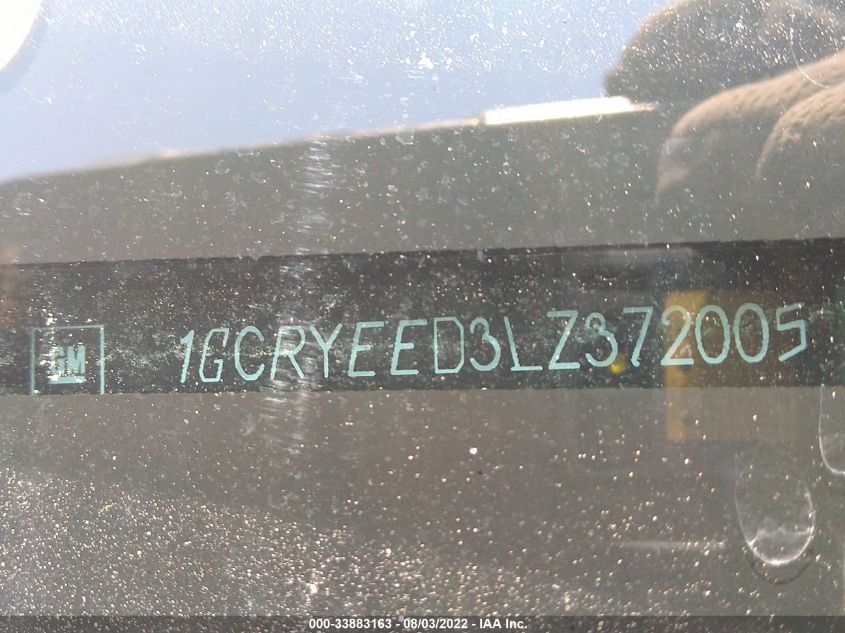 GM 1GCRYEED3LZ372005
000-33883163 - 08/03/2022 - IAA Inc.